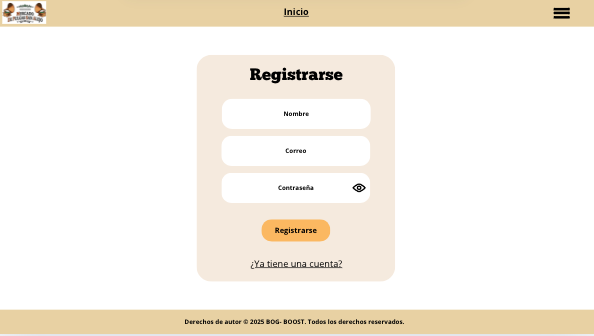 Inicio
Registrarse
Nombre
Correo
Contraseña
Registrarse
¿Ya tiene una cuenta?
Derechos de autor © 2025 BOG- BOOST. Todos los derechos reservados.